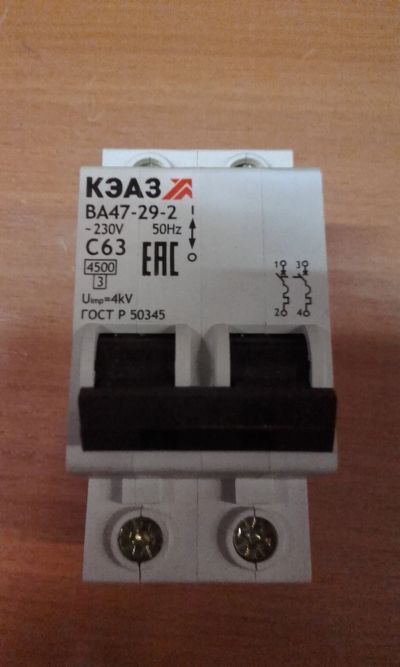 КЭАЗ
ВА47-29-2
~230V 50Hz
C63
4500
3
Uimp=4kV
ГОСТ Р 50345
EAC
I
O
1 3
2 4